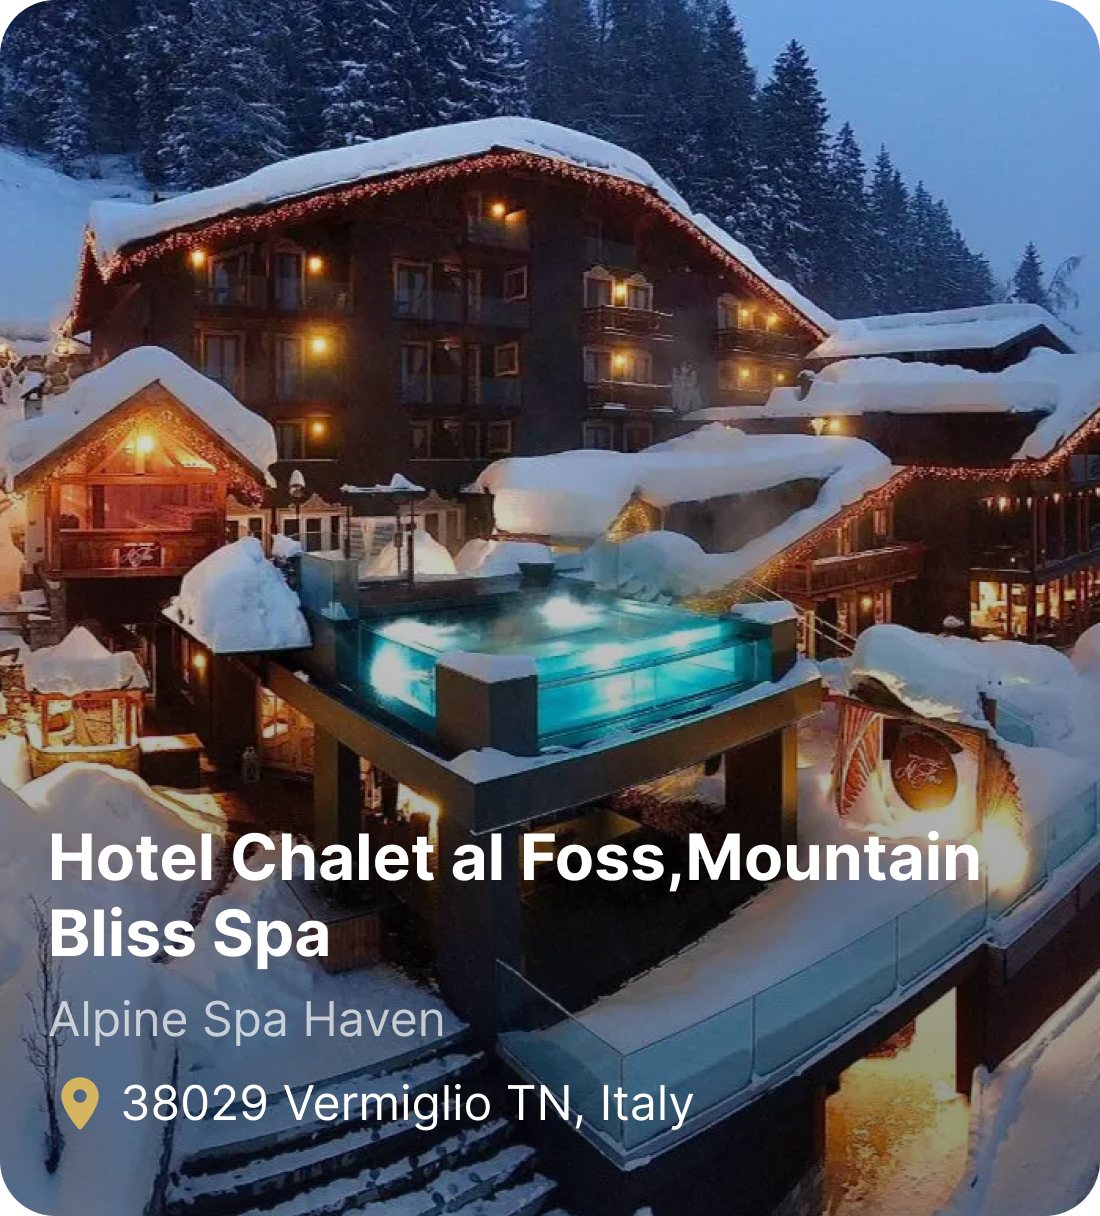 Hotel Chalet al Foss,Mountain
Bliss Spa
Alpine Spa Haven
38029 Vermiglio TN, Italy